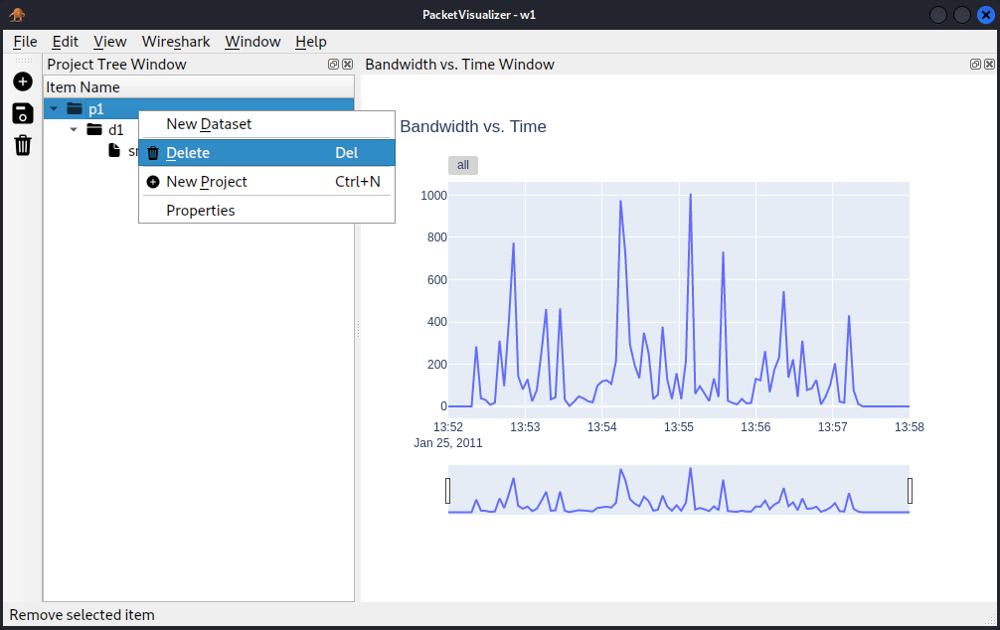 PacketVisualizer - w1
File Edit View Wireshark Window Help
Project Tree Window
Bandwidth vs. Time Window
Item Name
p1
d1
New Dataset
Delete Del
New Project Ctrl+N
Properties
Bandwidth vs. Time
all
1000
800
600
400
200
0
13:52 13:53 13:54 13:55 13:56 13:57 13:58
Jan 25, 2011
Remove selected item